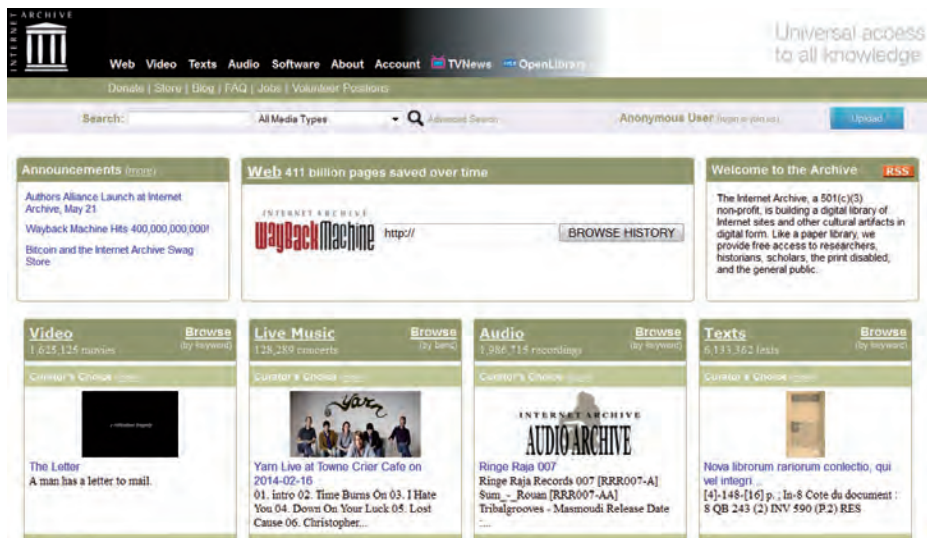 INTERNET ARCHIVE
Universal access
to all knowledge
Web Video Texts Audio Software About Account TVNews OpenLibrary
Donate | Store | Blog | FAQ | Jobs | Volunteer Positions
Search: All Media Types Advanced Search Anonymous User (login or join us) Upload
Announcements (more)
Authors Alliance Launch at Internet
Archive, May 21
Wayback Machine Hits 400,000,000,000!
Bitcoin and the Internet Archive Swag
Store
Web 411 billion pages saved over time
INTERNET ARCHIVE
WayBackMachine http:// BROWSE HISTORY
Welcome to the Archive RSS
The Internet Archive, a 501(c)(3)
non-profit, is building a digital library of
Internet sites and other cultural artifacts in
digital form. Like a paper library, we
provide free access to researchers,
historians, scholars, the print disabled,
and the general public.
Video Browse
1,625,125 movies (by keyword)
Curator's Choice (more)
The Letter
A man has a letter to mail.
Live Music Browse
128,289 concerts (by band)
Curator's Choice (more)
Yarn
Yarn Live at Towne Crier Cafe on
2014-02-16
01. intro 02. Time Burns On 03. I Hate
You 04. Down On Your Luck 05. Lost
Cause 06. Christopher...
Audio Browse
1,986,715 recordings (by keyword)
Curator's Choice (more)
INTERNET ARCHIVE
AUDIO ARCHIVE
Ringe Raja 007
Ringe Raja Records 007 [RRR007-A]
Sum_-_Rouan [RRR007-AA]
Tribalgrooves - Masmoudi Release Date
:...
Texts Browse
6,133,362 texts (by keyword)
Curator's Choice (more)
Nova librorum rariorum conlectio, qui
vel integri ...
[4]-148-[16] p. ; In-8 Cote du document :
8 QB 243 (2) INV 590 (P.2) RES